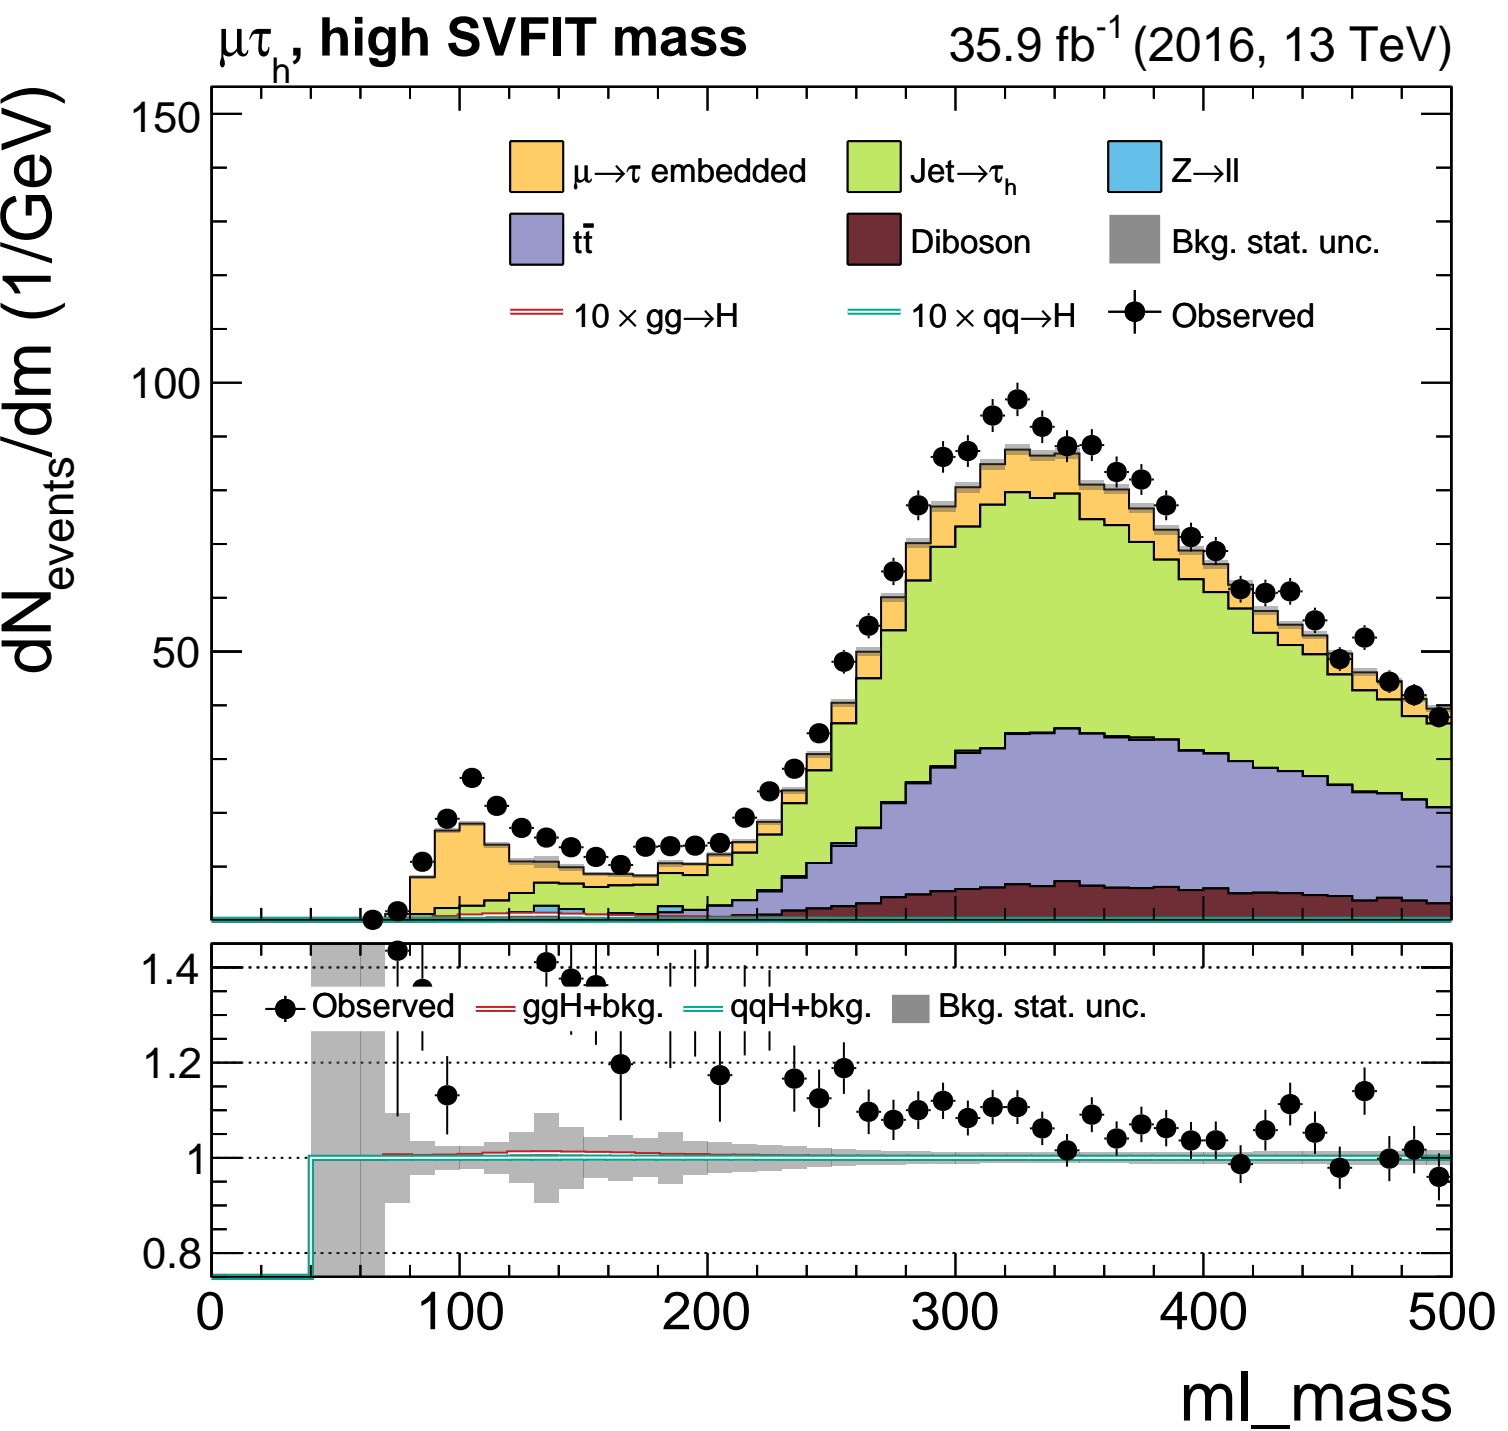 μτh, high SVFIT mass 35.9 fb-1 (2016, 13 TeV)
dNevents/dm (1/GeV)
150
100
50
μ→τ embedded Jet→τh Z→ll
tt̄ Diboson Bkg. stat. unc.
10 × gg→H 10 × qq→H Observed
1.4
1.2
1
0.8
Observed ggH+bkg. qqH+bkg. Bkg. stat. unc.
0 100 200 300 400 500
ml_mass